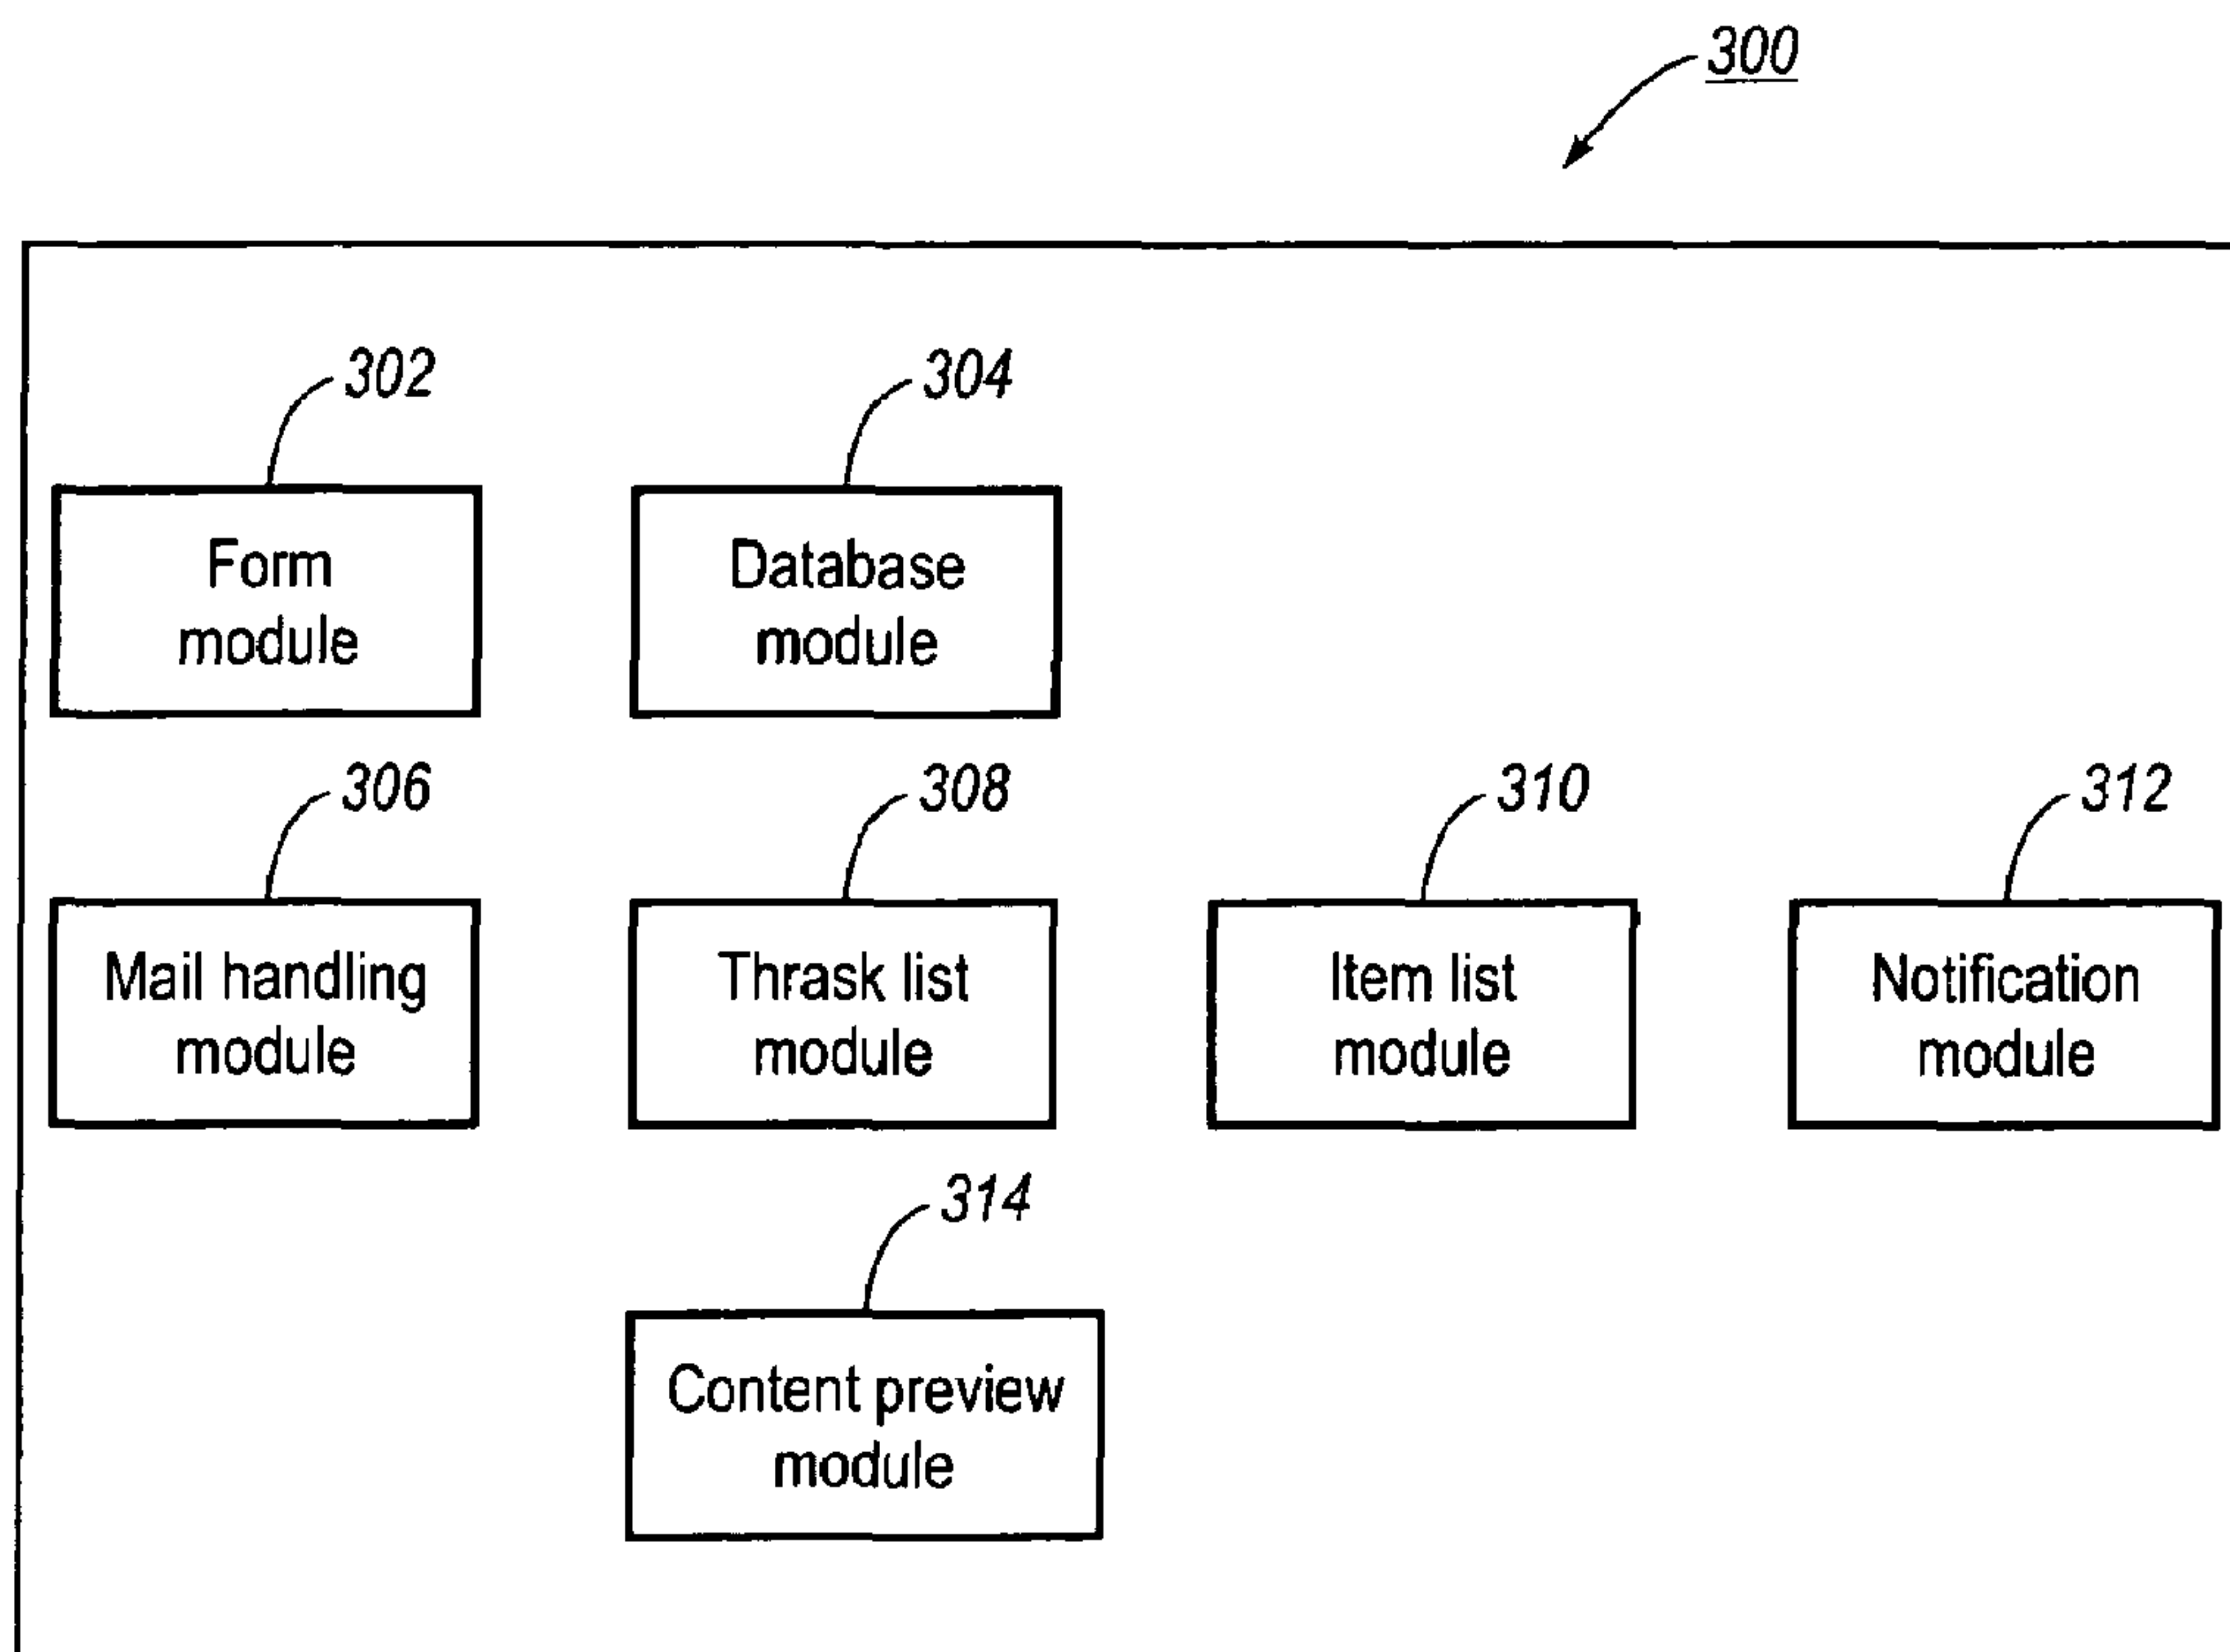 300
302
304
Form
module
Database
module
306
308
310
312
Mail handling
module
Thrask list
module
Item list
module
Notification
module
314
Content preview
module